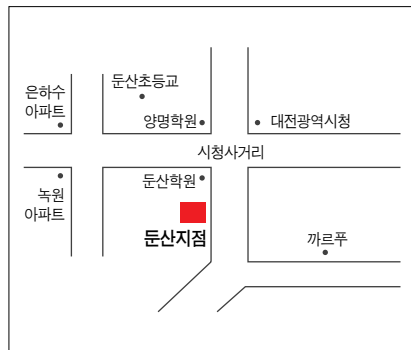 둔산초등교
은하수
아파트
양명학원
대전광역시청
시청사거리
둔산학원
녹원
아파트
둔산지점
까르푸